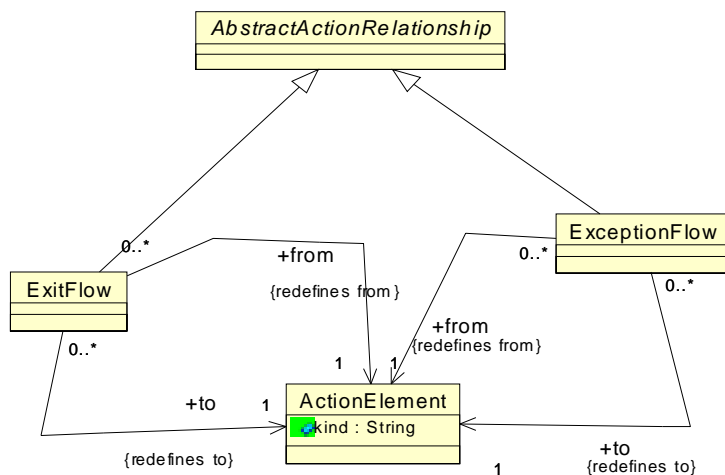 AbstractActionRelationship
0..*
+from
ExceptionFlow
0..*
ExitFlow
{redefines from}
0..*
0..*
+from
{redefines from}
1
1
ActionElement
+to
1
kind : String
{redefines to}
+to
{redefines to}
1